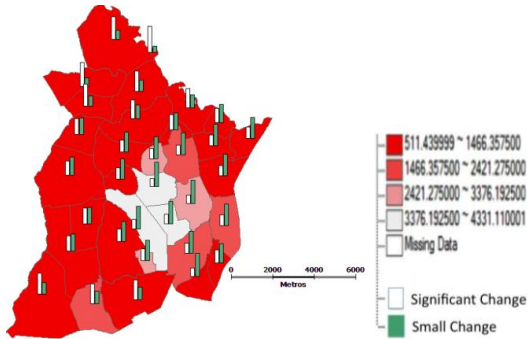 511.439999 ~ 1466.357500
1466.357500 ~ 2421.275000
2421.275000 ~ 3376.192500
3376.192500 ~ 4331.110001
Missing Data
Significant Change
Small Change
0 2000 4000 6000
Metros